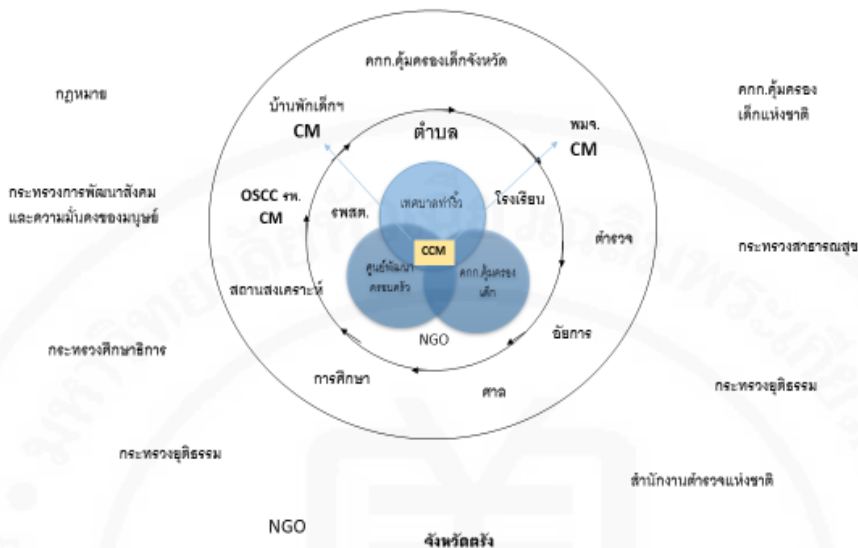 คกก.คุ้มครองเด็กจังหวัด
กฎหมาย
คกก.คุ้มครอง
เด็กแห่งชาติ
บ้านพักเด็กฯ
CM
ตำบล
พมจ.
CM
กระทรวงการพัฒนาสังคม
และความมั่นคงของมนุษย์
OSCC รพ.
CM
รพสต.
เทศบาลท่างิ้ว
โรงเรียน
ตำรวจ
กระทรวงสาธารณสุข
CCM
ศูนย์พัฒนา
ครอบครัว
คกก.คุ้มครอง
เด็ก
สถานสงเคราะห์
NGO
อัยการ
กระทรวงศึกษาธิการ
การศึกษา
ศาล
กระทรวงยุติธรรม
กระทรวงยุติธรรม
สำนักงานตำรวจแห่งชาติ
NGO
จังหวัดตรัง